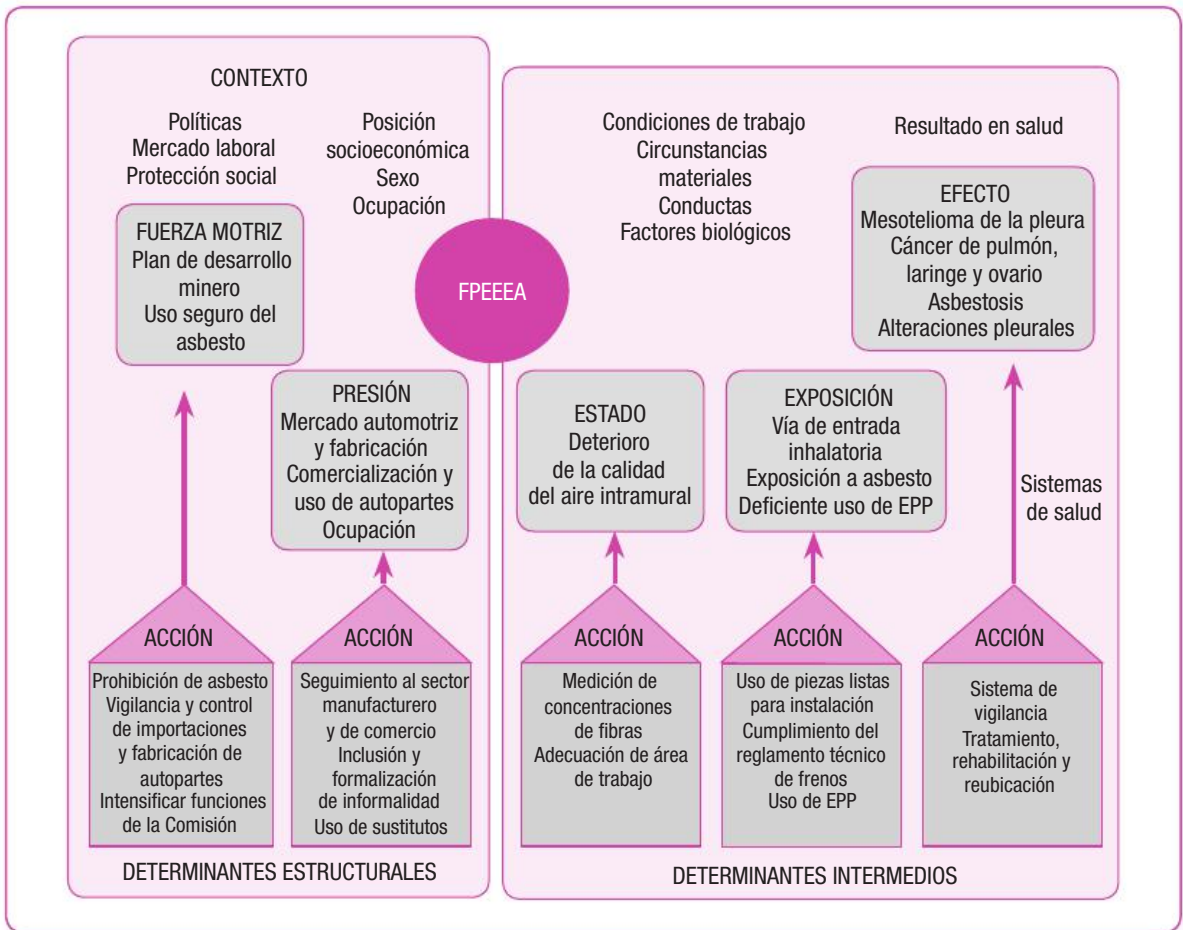 CONTEXTO
Políticas
Mercado laboral
Protección social
Posición
socioeconómica
Sexo
Ocupación
FUERZA MOTRIZ
Plan de desarrollo
minero
Uso seguro del
asbesto
PRESIÓN
Mercado automotriz
y fabricación
Comercialización y
uso de autopartes
Ocupación
FPEEEA
Condiciones de trabajo
Circunstancias
materiales
Conductas
Factores biológicos
Resultado en salud
EFECTO
Mesotelioma de la pleura
Cáncer de pulmón,
laringe y ovario
Asbestosis
Alteraciones pleurales
ESTADO
Deterioro
de la calidad
del aire intramural
EXPOSICIÓN
Vía de entrada
inhalatoria
Exposición a asbesto
Deficiente uso de EPP
Sistemas
de salud
ACCIÓN
Prohibición de asbesto
Vigilancia y control
de importaciones
y fabricación de
autopartes
Intensificar funciones
de la Comisión
ACCIÓN
Seguimiento al sector
manufacturero
y de comercio
Inclusión y
formalización
de informalidad
Uso de sustitutos
ACCIÓN
Medición de
concentraciones
de fibras
Adecuación de área
de trabajo
ACCIÓN
Uso de piezas listas
para instalación
Cumplimiento del
reglamento técnico
de frenos
Uso de EPP
ACCIÓN
Sistema de
vigilancia
Tratamiento,
rehabilitación y
reubicación
DETERMINANTES ESTRUCTURALES
DETERMINANTES INTERMEDIOS